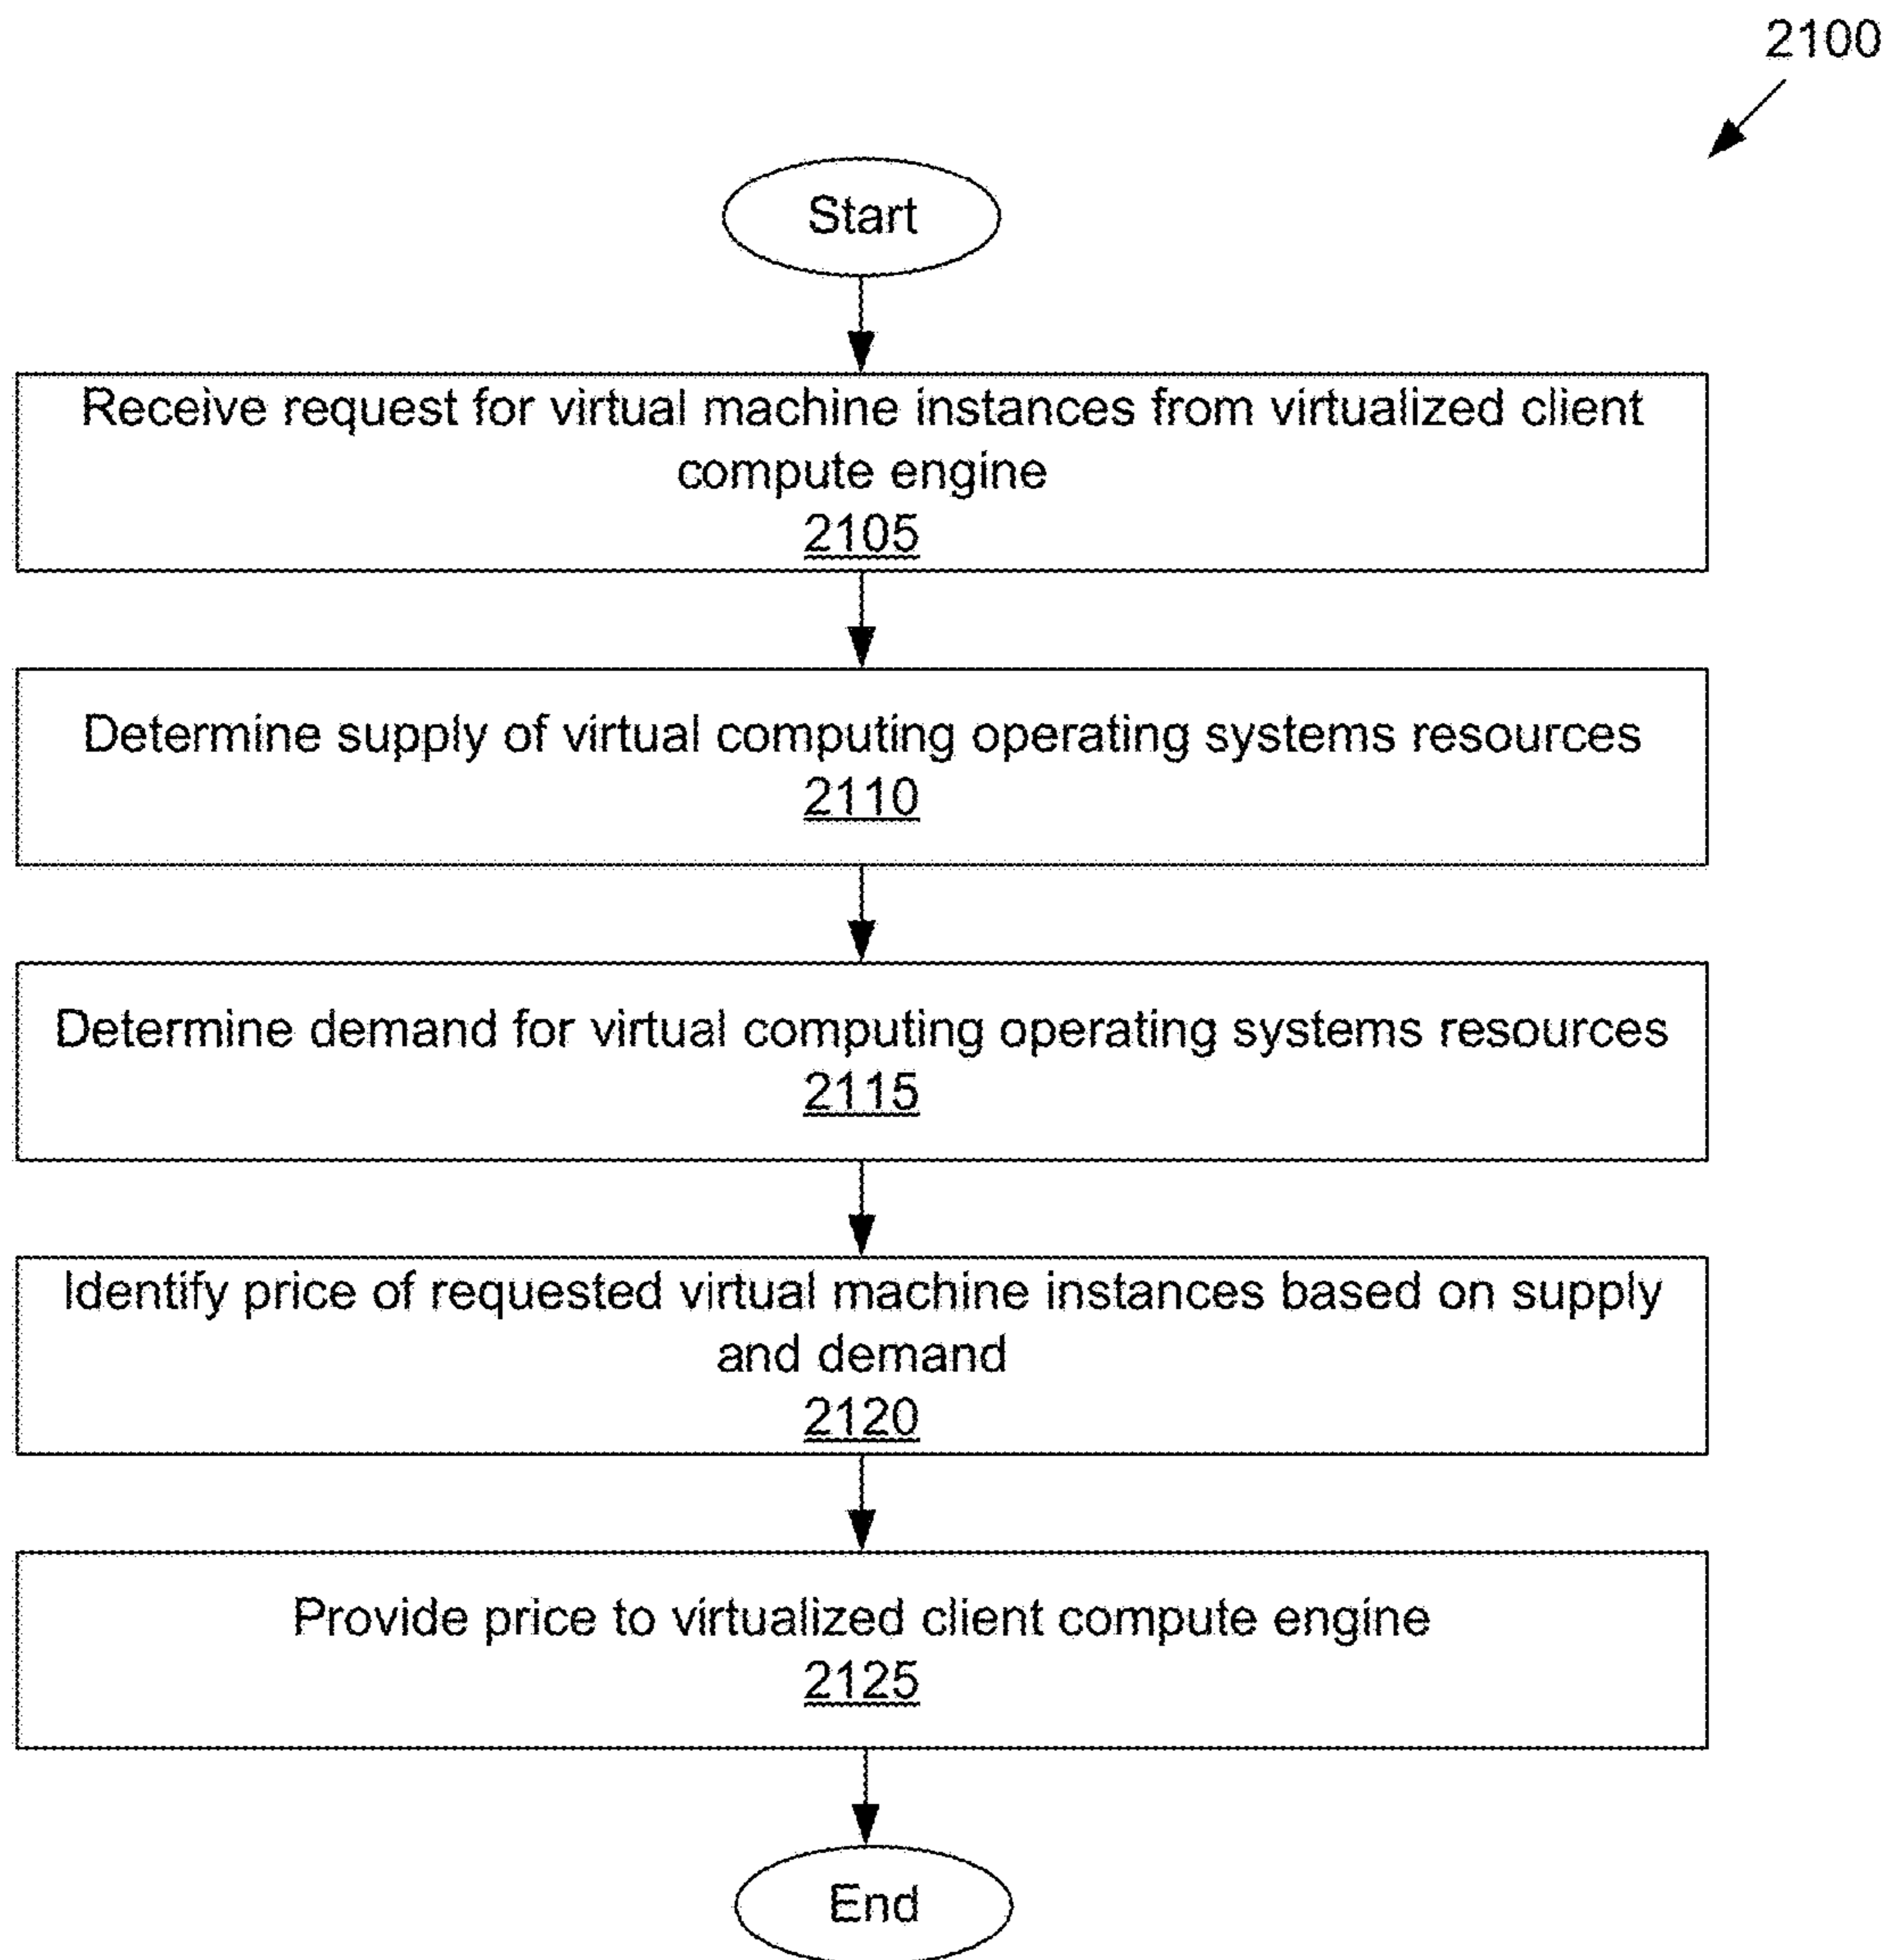 2100
Start
Receive request for virtual machine instances from virtualized client
compute engine
2105
Determine supply of virtual computing operating systems resources
2110
Determine demand for virtual computing operating systems resources
2115
Identify price of requested virtual machine instances based on supply
and demand
2120
Provide price to virtualized client compute engine
2125
End